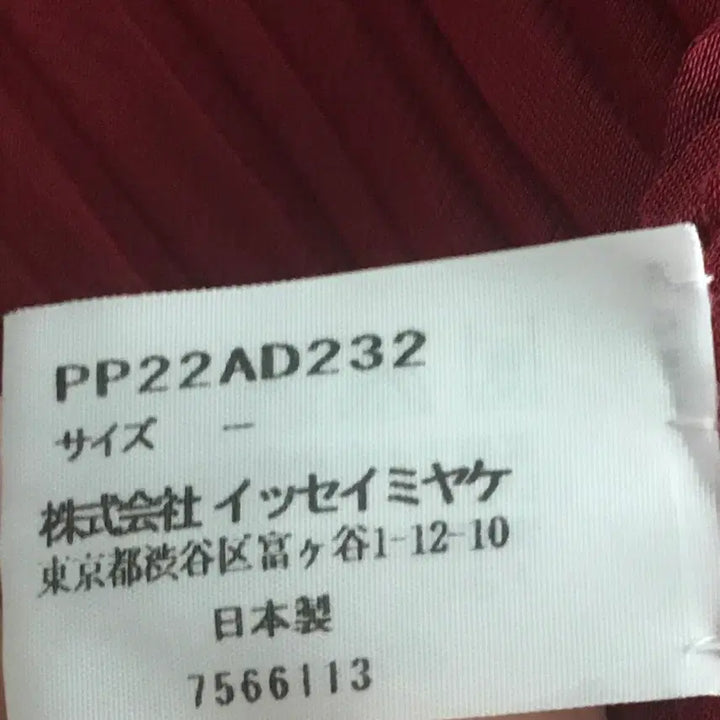 PP22AD232
サイズ －
株式会社 イッセイミヤケ
東京都渋谷区富ヶ谷1-12-10
日本製
7566113